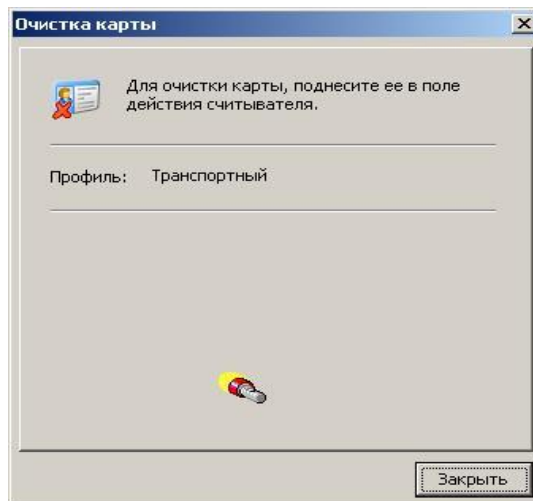 Очистка карты
Для очистки карты, поднесите ее в поле
действия считывателя.
Профиль: Транспортный
Закрыть